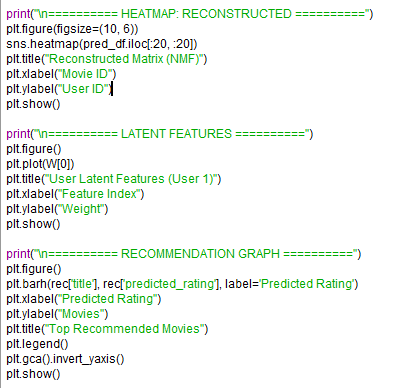 print("\n========== HEATMAP: RECONSTRUCTED ==========")
plt.figure(figsize=(10, 6))
sns.heatmap(pred_df.iloc[:20, :20])
plt.title("Reconstructed Matrix (NMF)")
plt.xlabel("Movie ID")
plt.ylabel("User ID")
plt.show()
print("\n========== LATENT FEATURES ==========")
plt.figure()
plt.plot(W[0])
plt.title("User Latent Features (User 1)")
plt.xlabel("Feature Index")
plt.ylabel("Weight")
plt.show()
print("\n========== RECOMMENDATION GRAPH ==========")
plt.figure()
plt.barh(rec['title'], rec['predicted_rating'], label='Predicted Rating')
plt.xlabel("Predicted Rating")
plt.ylabel("Movies")
plt.title("Top Recommended Movies")
plt.legend()
plt.gca().invert_yaxis()
plt.show()